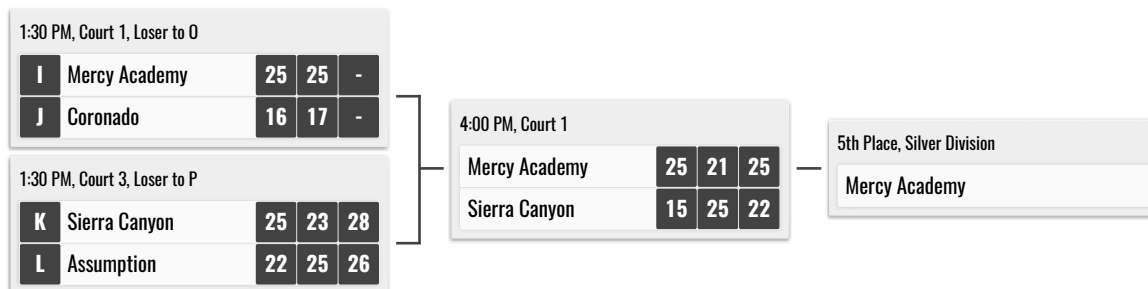 1:30 PM, Court 1, Loser to O
I Mercy Academy 25 25 -
J Coronado 16 17 -
1:30 PM, Court 3, Loser to P
K Sierra Canyon 25 23 28
L Assumption 22 25 26
4:00 PM, Court 1
Mercy Academy 25 21 25
Sierra Canyon 15 25 22
5th Place, Silver Division
Mercy Academy